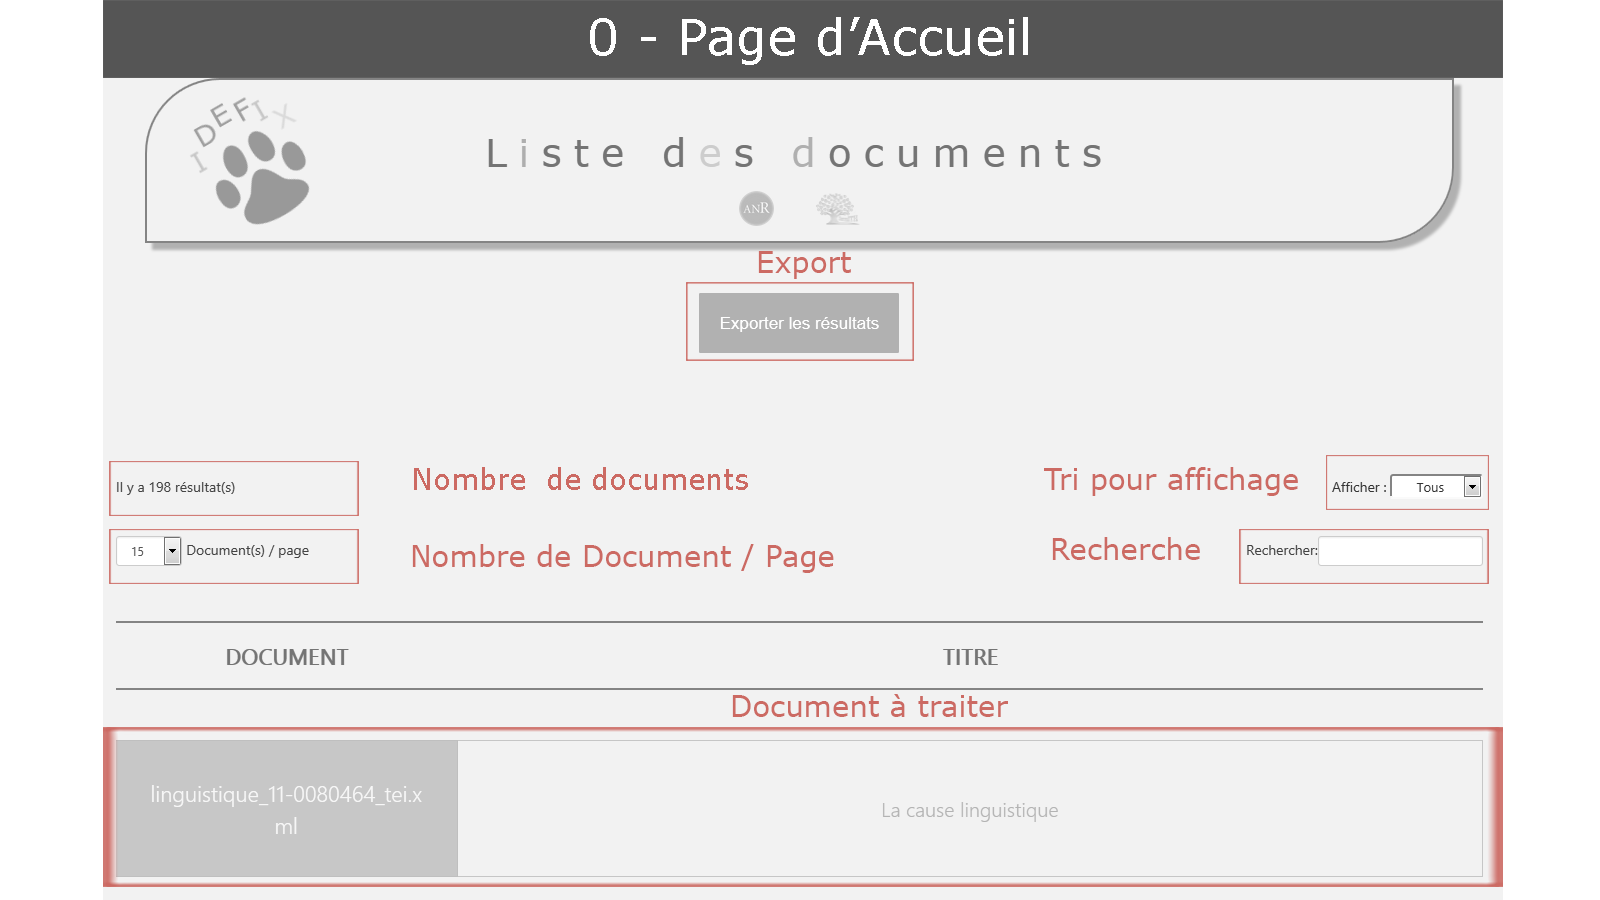 0 - Page d’Accueil
IDEFIX
Liste des documents
ANR
Export
Exporter les résultats
Il y a 198 résultat(s)
Nombre  de documents
Tri pour affichage
Afficher : Tous
15 Document(s) / page
Nombre de Document / Page
Recherche
Rechercher:
DOCUMENT
TITRE
Document à traiter
linguistique_11-0080464_tei.x
ml
La cause linguistique